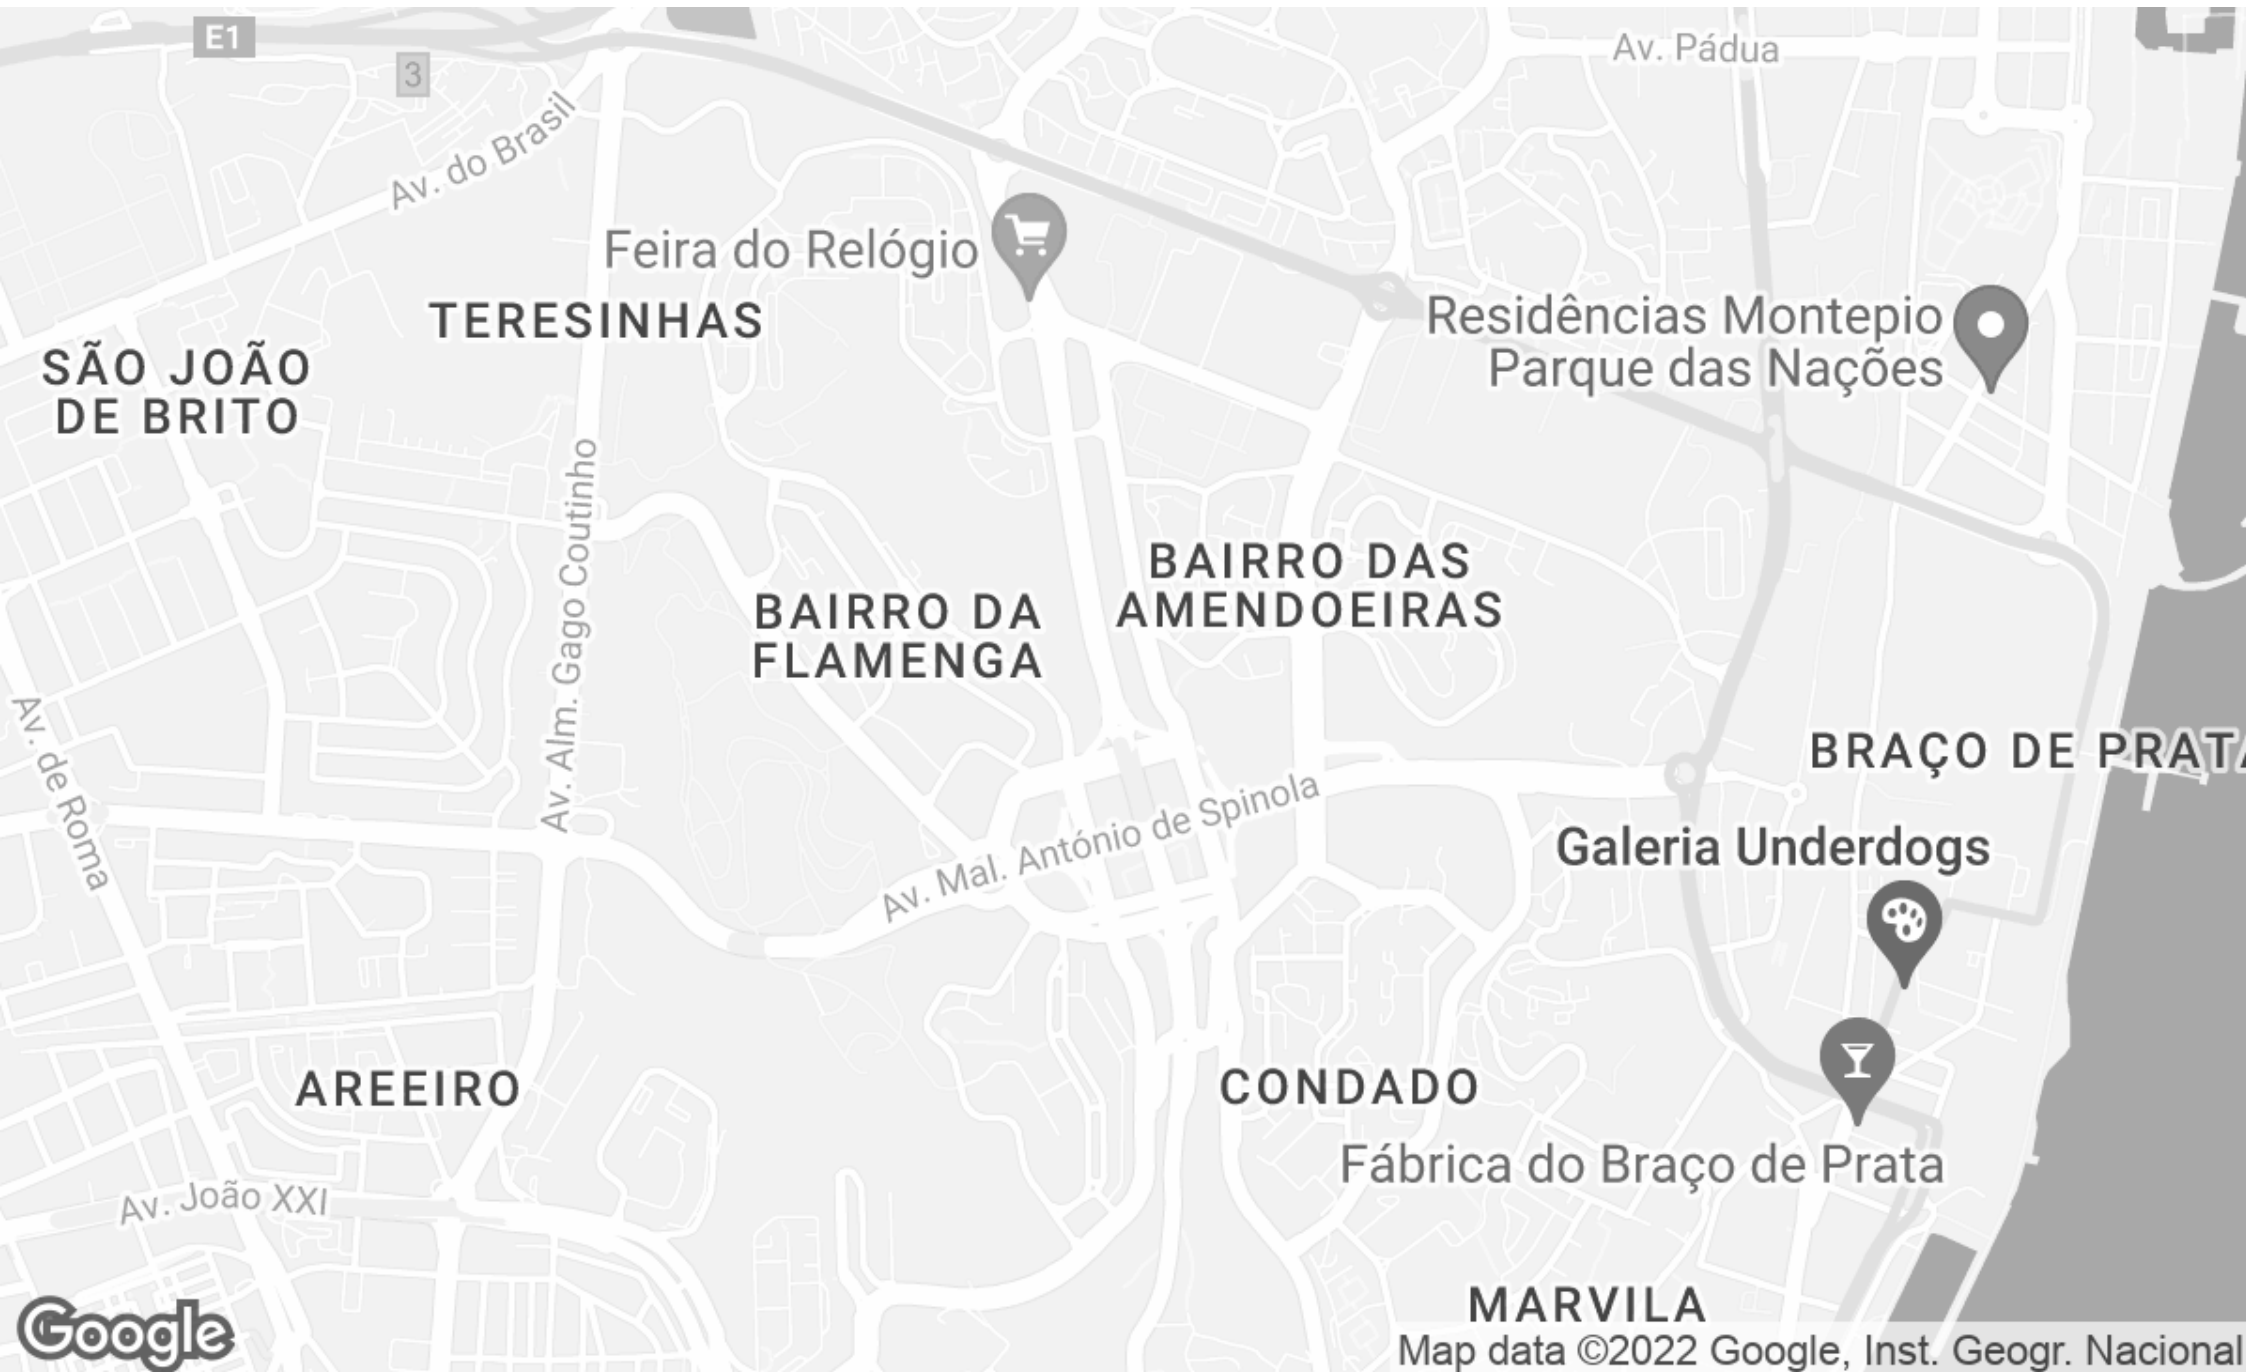 E1
Av. Pádua
3
Av. do Brasil
Feira do Relógio
TERESINHAS
Residências Montepio
Parque das Nações
SÃO JOÃO
DE BRITO
Av. Alm. Gago Coutinho
BAIRRO DAS
AMENDOEIRAS
BAIRRO DA
FLAMENGA
Av. de Roma
BRAÇO DE PRATA
Av. Mal. António de Spinola
Galeria Underdogs
AREEIRO
CONDADO
Fábrica do Braço de Prata
Av. João XXI
MARVILA
Google
Map data ©2022 Google, Inst. Geogr. Nacional